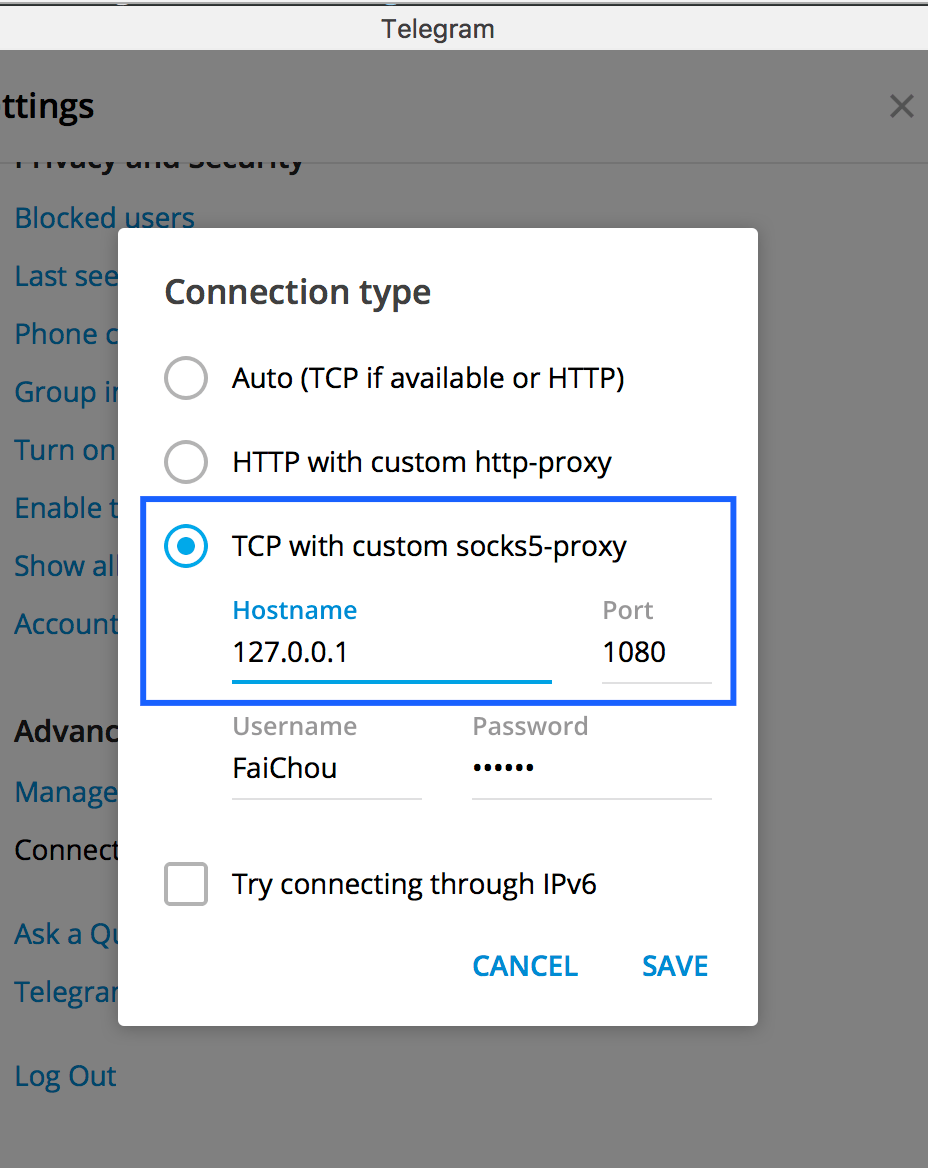 Telegram
ttings
Privacy and Security
Blocked users
Last see
Connection type
Phone c
Auto (TCP if available or HTTP)
Group in
Turn on
HTTP with custom http-proxy
Enable t
TCP with custom socks5-proxy
Show all
Hostname Port
Account
127.0.0.1 1080
Advanc
Username Password
FaiChou ••••••
Manage
Connect
Try connecting through IPv6
Ask a Qu
CANCEL SAVE
Telegram
Log Out